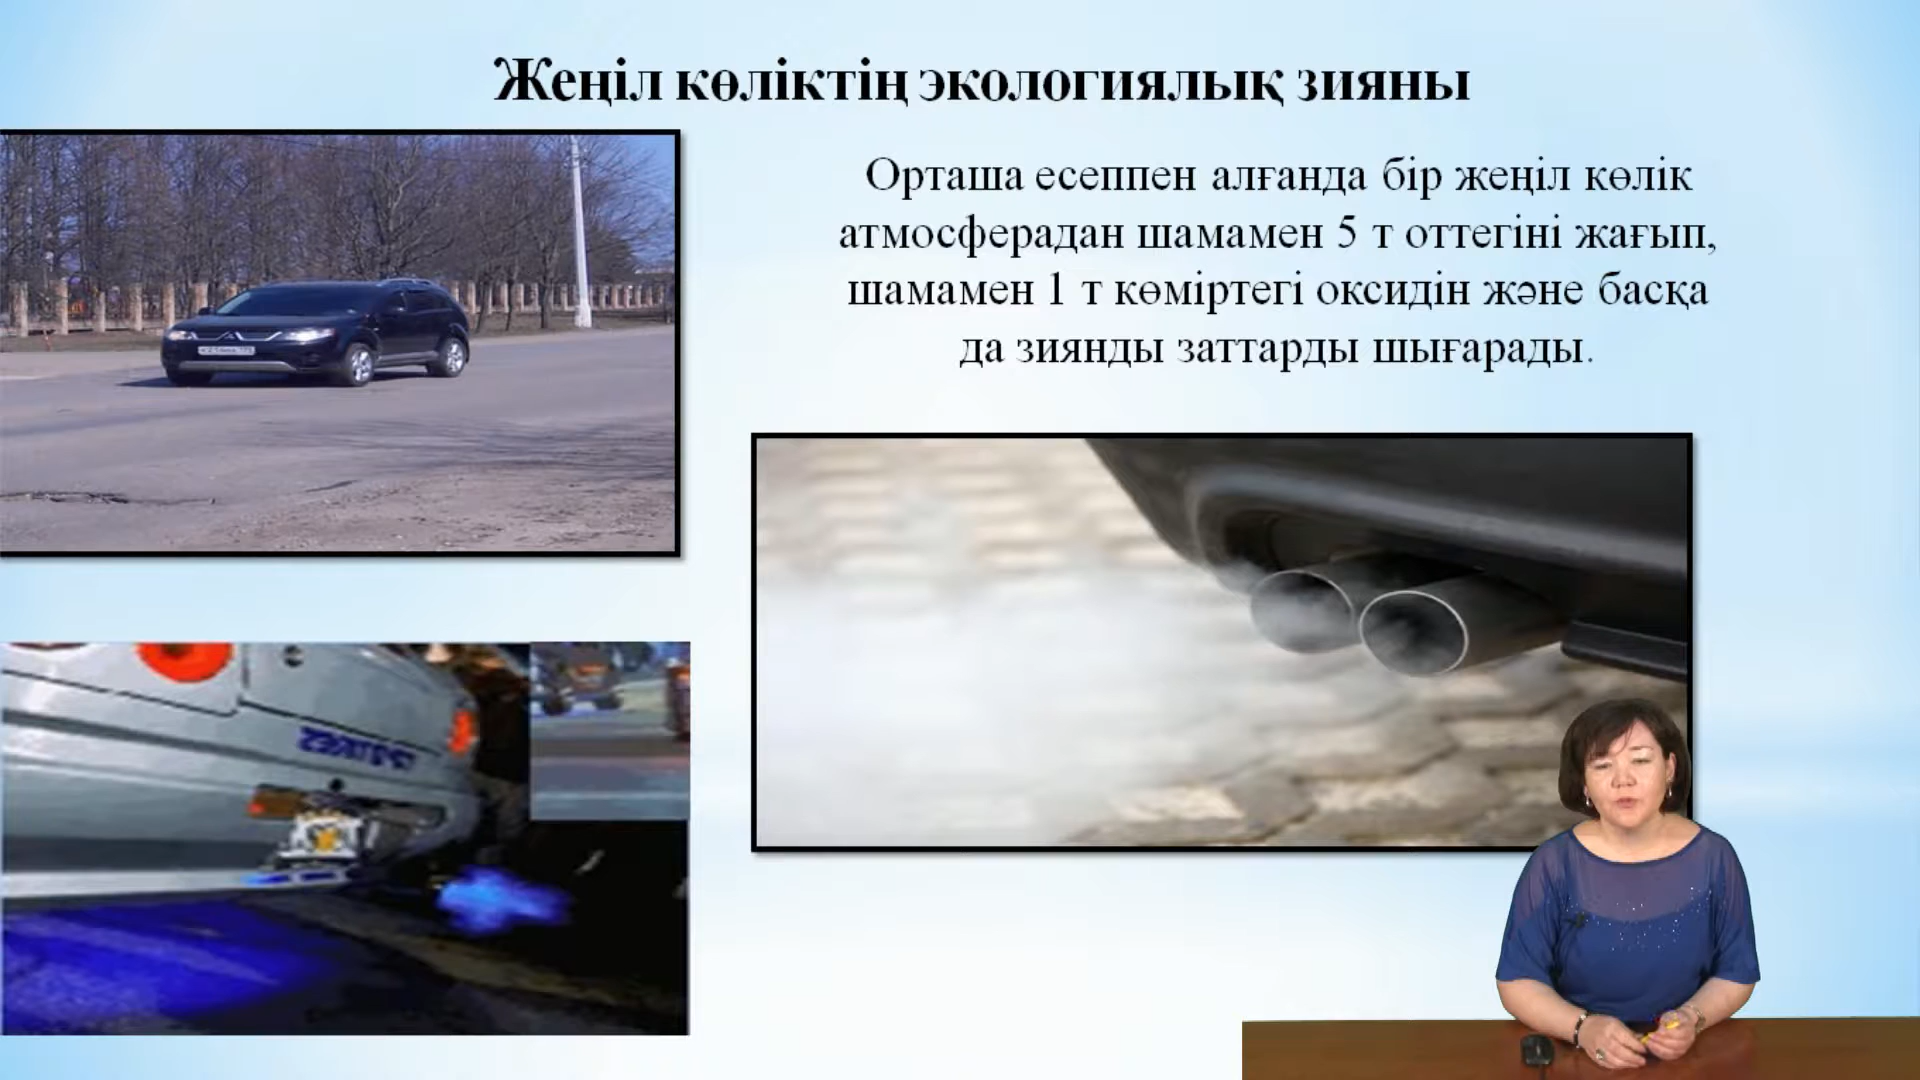 Жеңіл көліктің экологиялық зияны
Орташа есеппен алғанда бір жеңіл көлік
атмосферадан шамамен 5 т оттегіні жағып,
шамамен 1 т көміртегі оксидін және басқа
да зиянды заттарды шығарады.